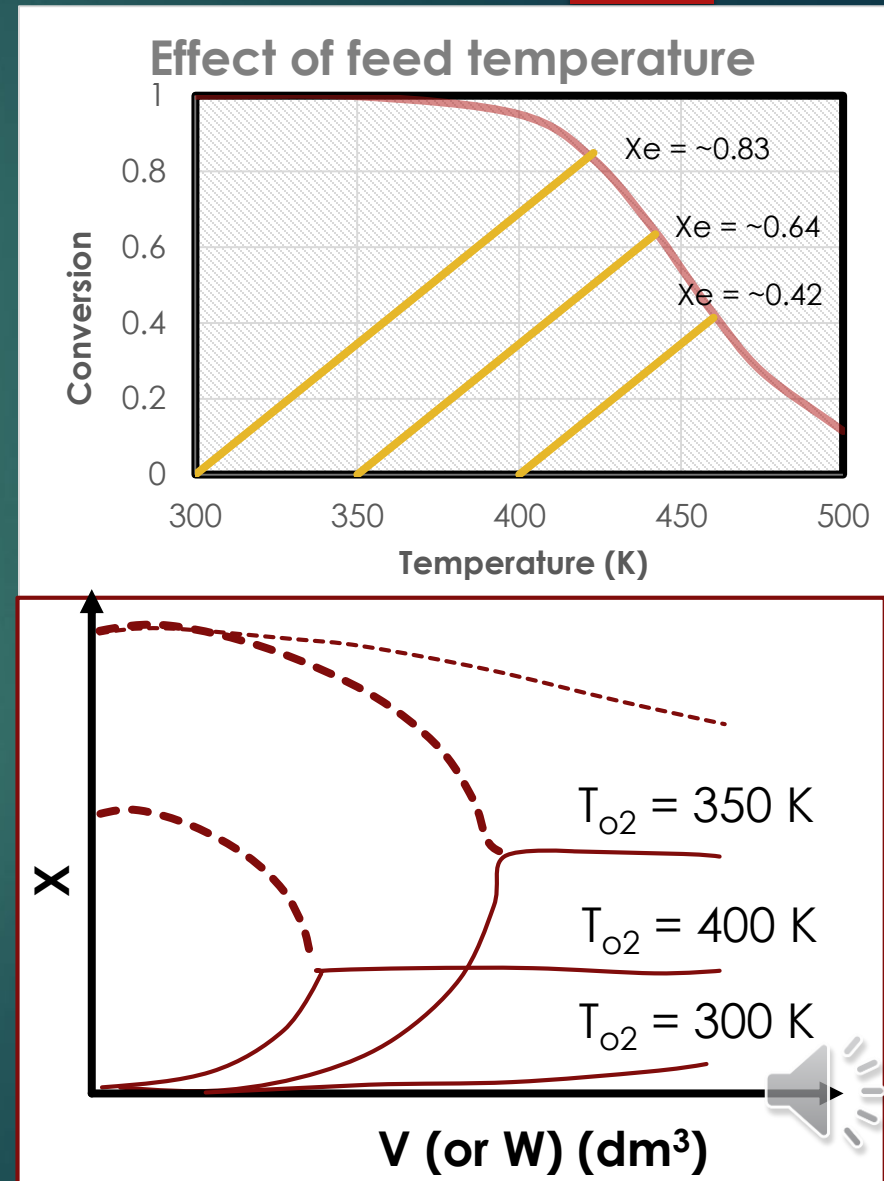 Effect of feed temperature
1
0.8
0.6
0.4
0.2
0
Conversion
Xe = ~0.83
Xe = ~0.64
Xe = ~0.42
300 350 400 450 500
Temperature (K)
X
Tₒ₂ = 350 K
Tₒ₂ = 400 K
Tₒ₂ = 300 K
V (or W) (dm³)